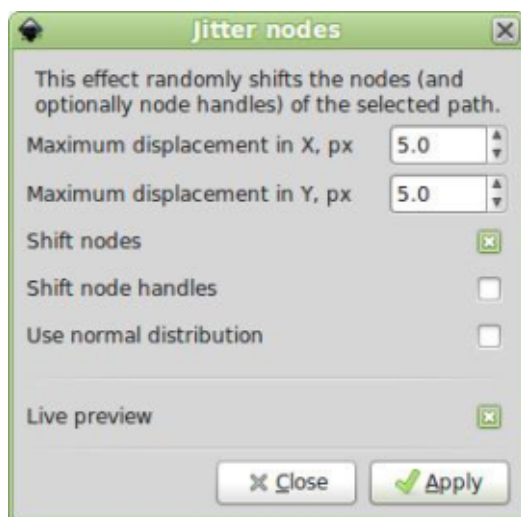 Jitter nodes
This effect randomly shifts the nodes (and
optionally node handles) of the selected path.
Maximum displacement in X, px 5.0
Maximum displacement in Y, px 5.0
Shift nodes
Shift node handles
Use normal distribution
Live preview
Close Apply